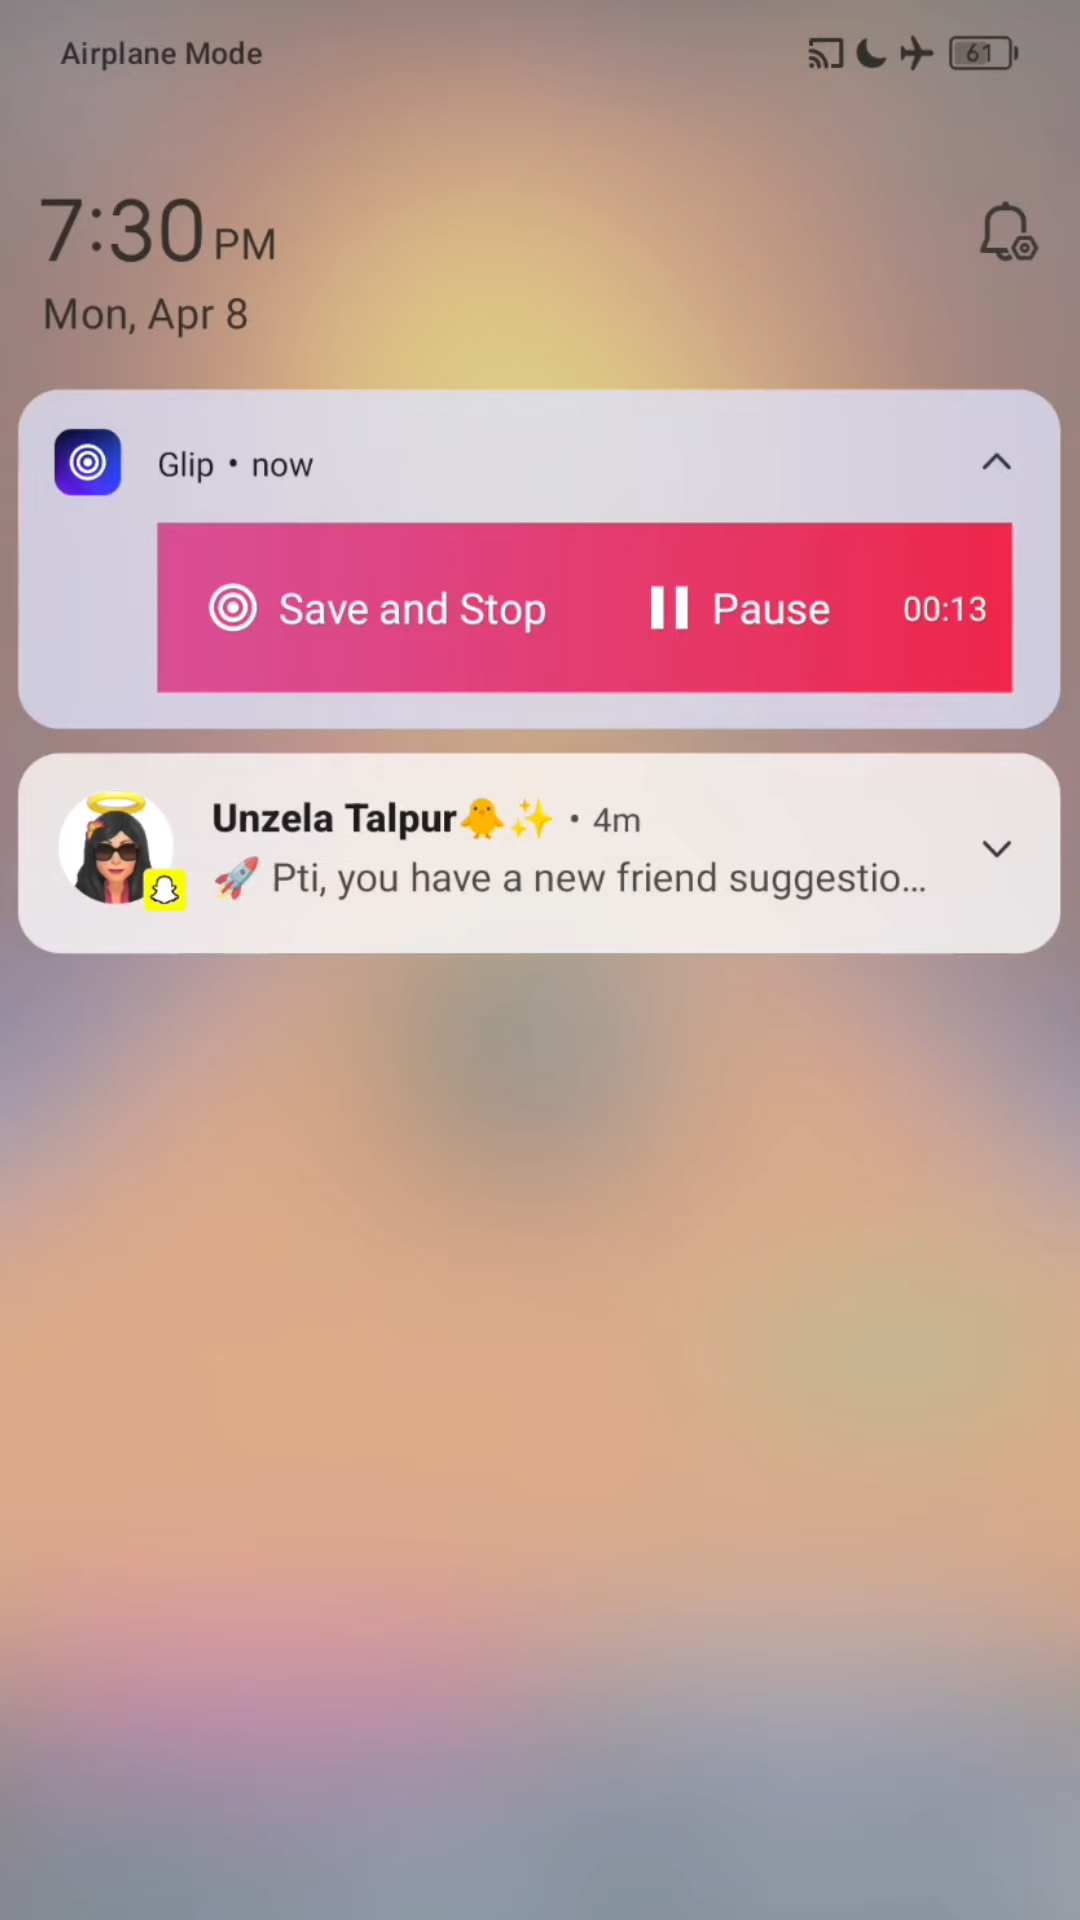 Airplane Mode
61
7:30 PM
Mon, Apr 8
Glip • now
Save and Stop
Pause
00:13
Unzela Talpur🐥✨ • 4m
🚀 Pti, you have a new friend suggestio...